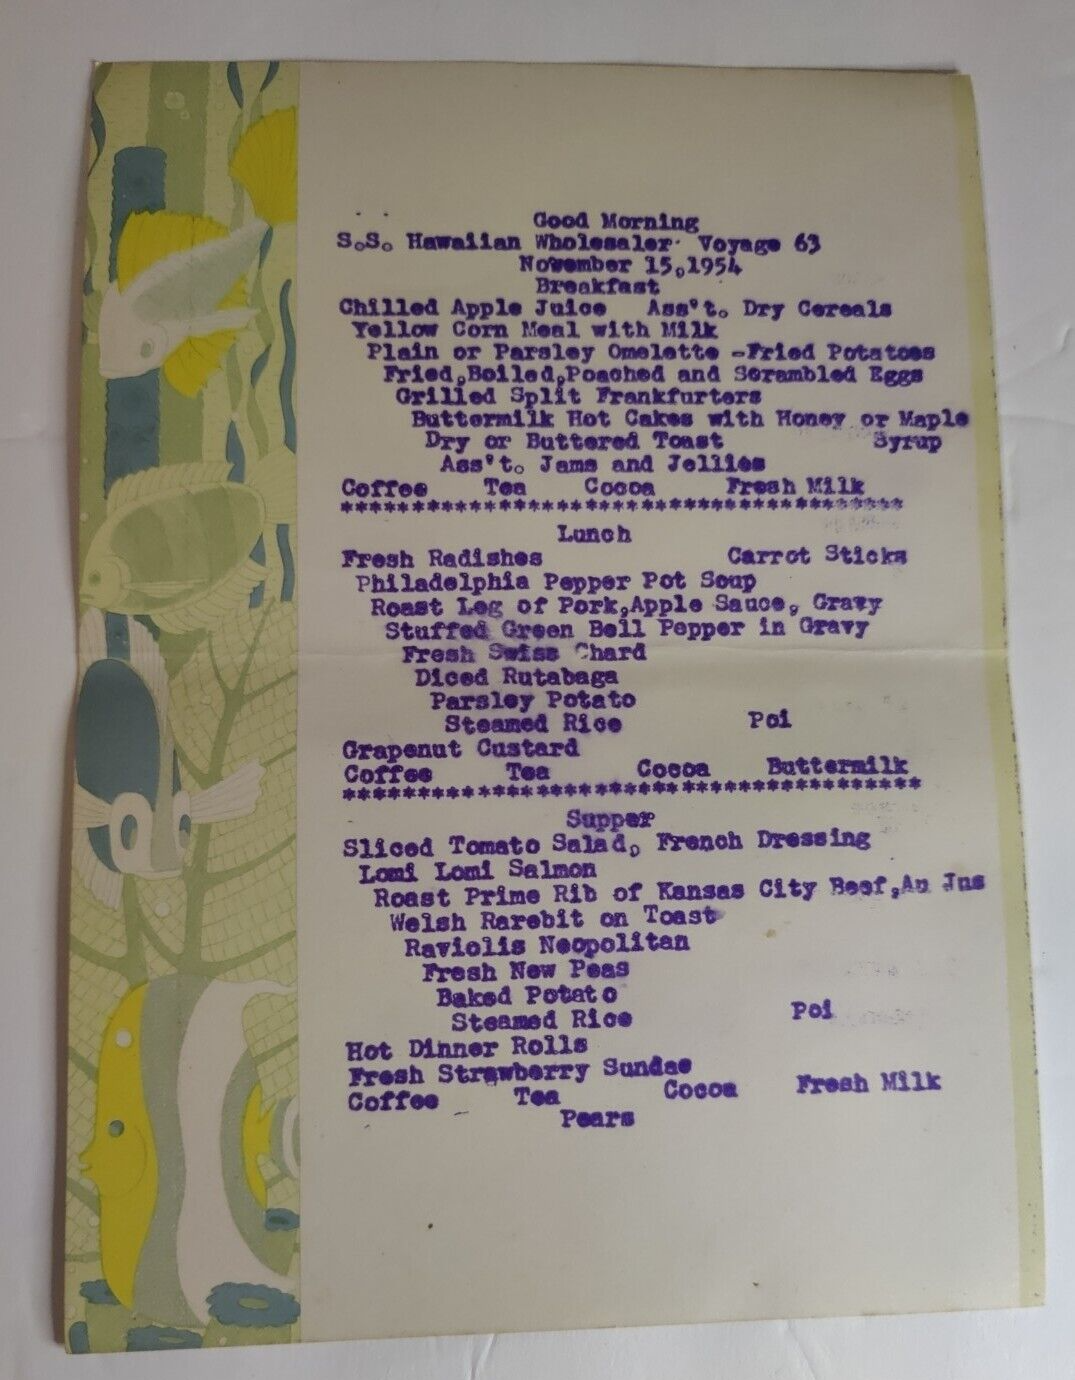 Good Morning
S.S. Hawaiian Wholesaler Voyage 63
November 15,1954
Breakfast
Chilled Apple Juice Ass't. Dry Cereals
Yellow Corn Meal with Milk
Plain or Parsley Omelette -Fried Potatoes
Fried,Boiled,Poached and Scrambled Eggs
Grilled Split Frankfurters
Buttermilk Hot Cakes with Honey or Maple
Dry or Buttered Toast Syrup
Ass't. Jams and Jellies
Coffee Tea Cocoa Fresh Milk
***************************************
Lunch
Fresh Radishes Carrot Sticks
Philadelphia Pepper Pot Soup
Roast Leg of Pork,Apple Sauce, Gravy
Stuffed Green Bell Pepper in Gravy
Fresh Swiss Chard
Diced Rutabaga
Parsley Potato
Steamed Rice Poi
Grapenut Custard
Coffee Tea Cocoa Buttermilk
***************************************
Supper
Sliced Tomato Salad, French Dressing
Lomi Lomi Salmon
Roast Prime Rib of Kansas City Beef,Au Jus
Welsh Rarebit on Toast
Raviolis Neopolitan
Fresh New Peas
Baked Potato
Steamed Rice Poi
Hot Dinner Rolls
Fresh Strawberry Sundae
Coffee Tea Cocoa Fresh Milk
Pears